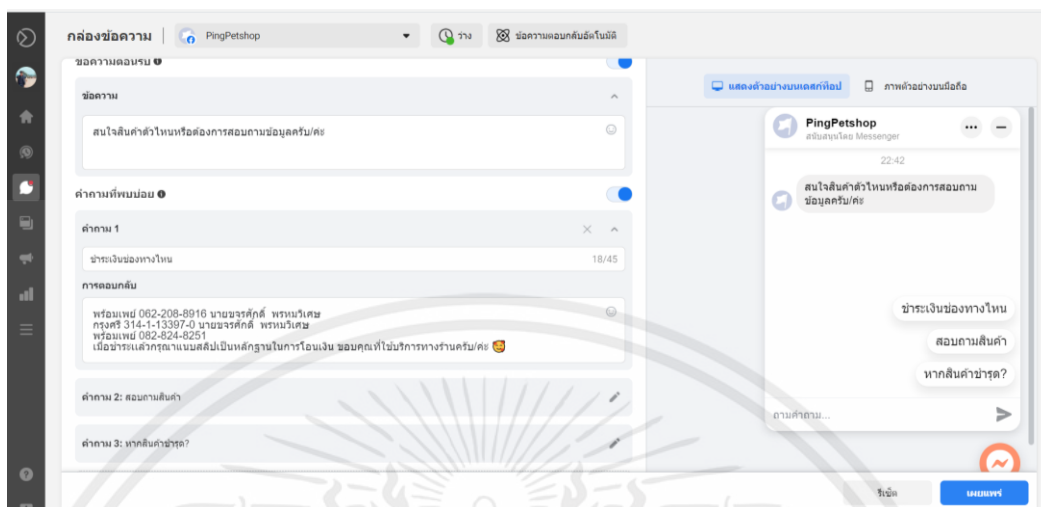 กล่องข้อความ
PingPetshop
ว่าง
ข้อความตอบกลับอัตโนมัติ
ข้อความต้อนรับ
ข้อความ
สนใจสินค้าตัวไหนหรือต้องการสอบถามข้อมูลครับ/ค่ะ
คำถามที่พบบ่อย
คำถาม 1
ชำระเงินช่องทางไหน
18/45
การตอบกลับ
พร้อมเพย์ 062-208-8916 นายขจรศักดิ์ พรหมวิเศษ
กรุงศรี 314-1-13397-0 นายขจรศักดิ์ พรหมวิเศษ
พร้อมเพย์ 082-824-8251
เมื่อชำระแล้วกรุณาแนบสลิปเป็นหลักฐานในการโอนเงิน ขอบคุณที่ใช้บริการทางร้านครับ/ค่ะ 🥰
คำถาม 2: สอบถามสินค้า
คำถาม 3: หากสินค้าชำรุด?
แสดงตัวอย่างบนเดสก์ท็อป
ภาพตัวอย่างบนมือถือ
PingPetshop
สนับสนุนโดย Messenger
22:42
สนใจสินค้าตัวไหนหรือต้องการสอบถาม
ข้อมูลครับ/ค่ะ
ชำระเงินช่องทางไหน
สอบถามสินค้า
หากสินค้าชำรุด?
ถามคำถาม...
รีเซ็ต
เผยแพร่